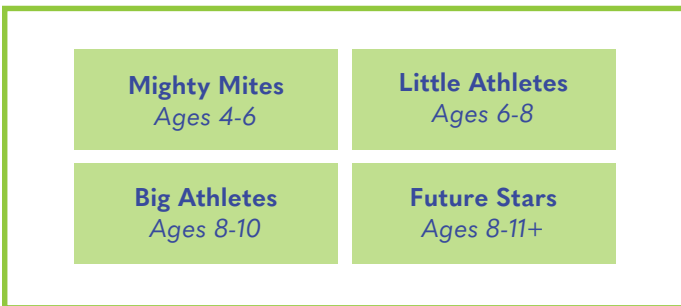 Mighty Mites
Ages 4-6
Little Athletes
Ages 6-8
Big Athletes
Ages 8-10
Future Stars
Ages 8-11+